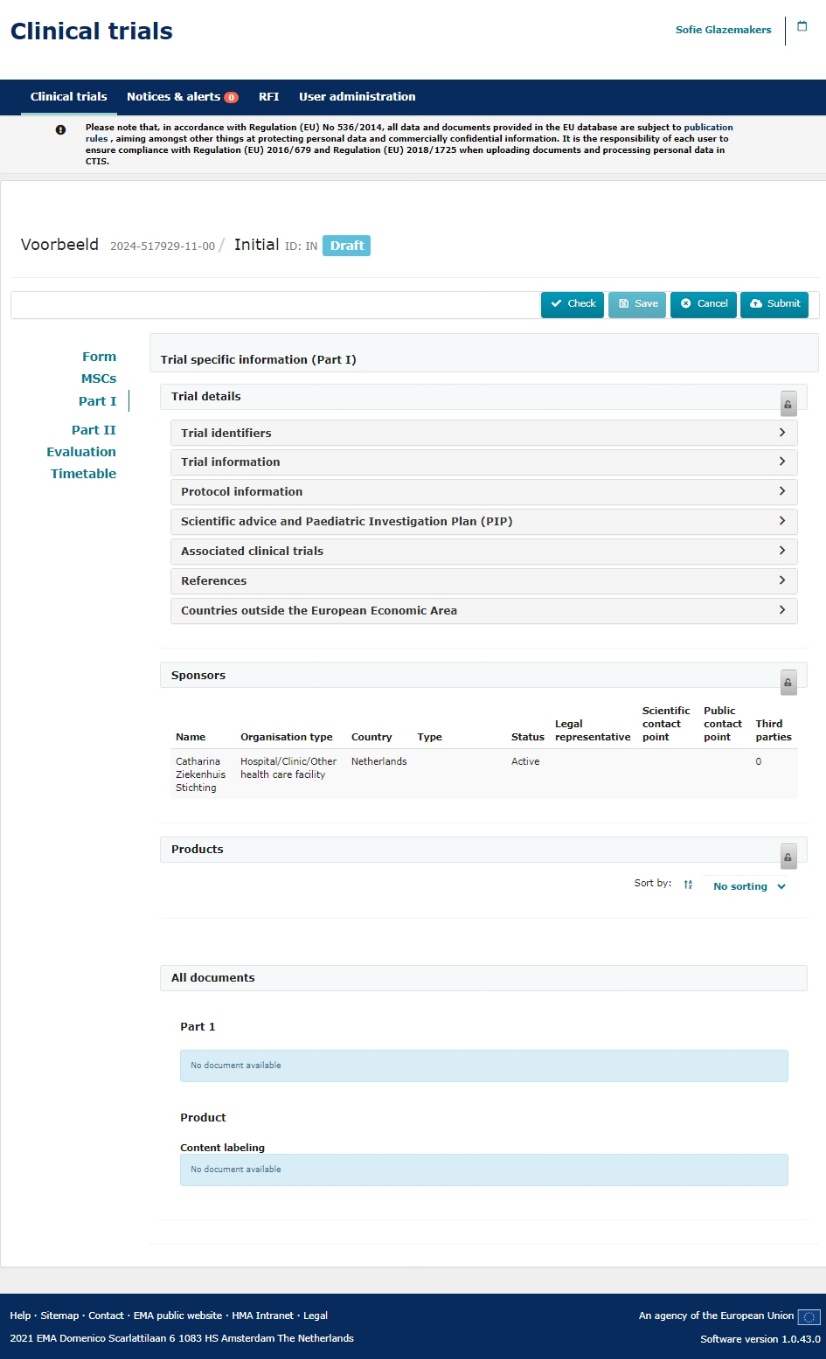 Clinical trials
Sofie Glazemakers
Clinical trials Notices & alerts 0 RFI User administration
Please note that, in accordance with Regulation (EU) No 536/2014, all data and documents provided in the EU database are subject to publication
rules , aiming amongst other things at protecting personal data and commercially confidential information. It is the responsibility of each user to
ensure compliance with Regulation (EU) 2016/679 and Regulation (EU) 2018/1725 when uploading documents and processing personal data in
CTIS.
Voorbeeld 2024-517929-11-00 / Initial ID: IN Draft
Check Save Cancel Submit
Form
MSCs
Part I
Part II
Evaluation
Timetable
Trial specific information (Part I)
Trial details
Trial identifiers
Trial information
Protocol information
Scientific advice and Paediatric Investigation Plan (PIP)
Associated clinical trials
References
Countries outside the European Economic Area
Sponsors
Name Organisation type Country Type Status Legal representative Scientific contact point Public contact point Third parties
Catharina Ziekenhuis Stichting Hospital/Clinic/Other health care facility Netherlands Active 0
Products
Sort by: No sorting
All documents
Part 1
No document available
Product
Content labeling
No document available
Help · Sitemap · Contact · EMA public website · HMA Intranet · Legal
An agency of the European Union
2021 EMA Domenico Scarlattilaan 6 1083 HS Amsterdam The Netherlands
Software version 1.0.43.0